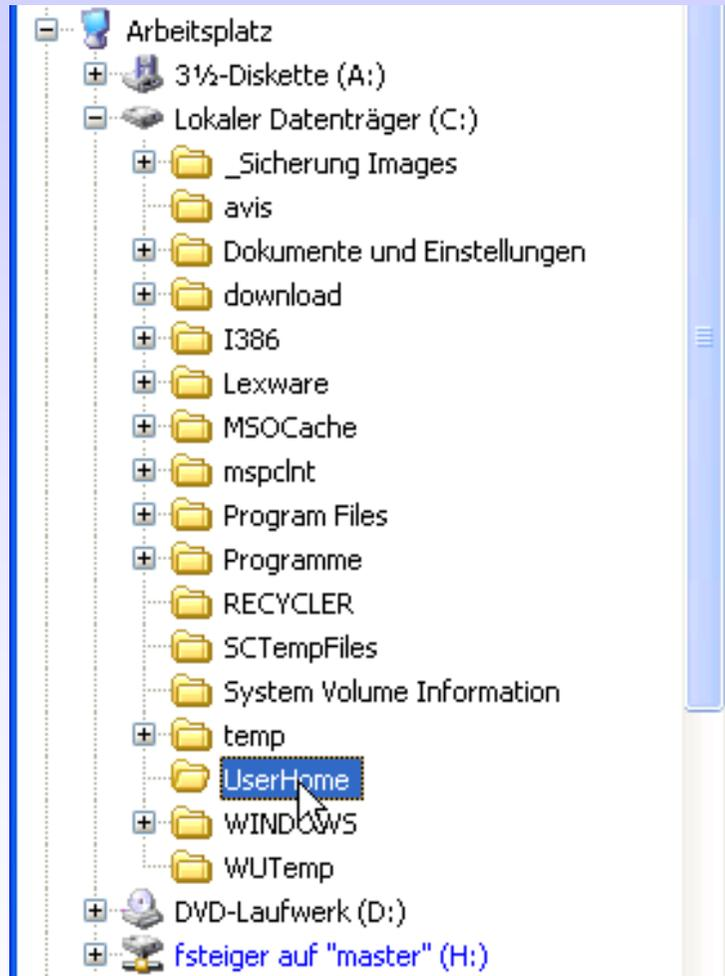 Arbeitsplatz
3½-Diskette (A:)
Lokaler Datenträger (C:)
_Sicherung Images
avis
Dokumente und Einstellungen
download
I386
Lexware
MSOCache
mspclnt
Program Files
Programme
RECYCLER
SCTempFiles
System Volume Information
temp
UserHome
WINDOWS
WUTemp
DVD-Laufwerk (D:)
fsteiger auf "master" (H:)